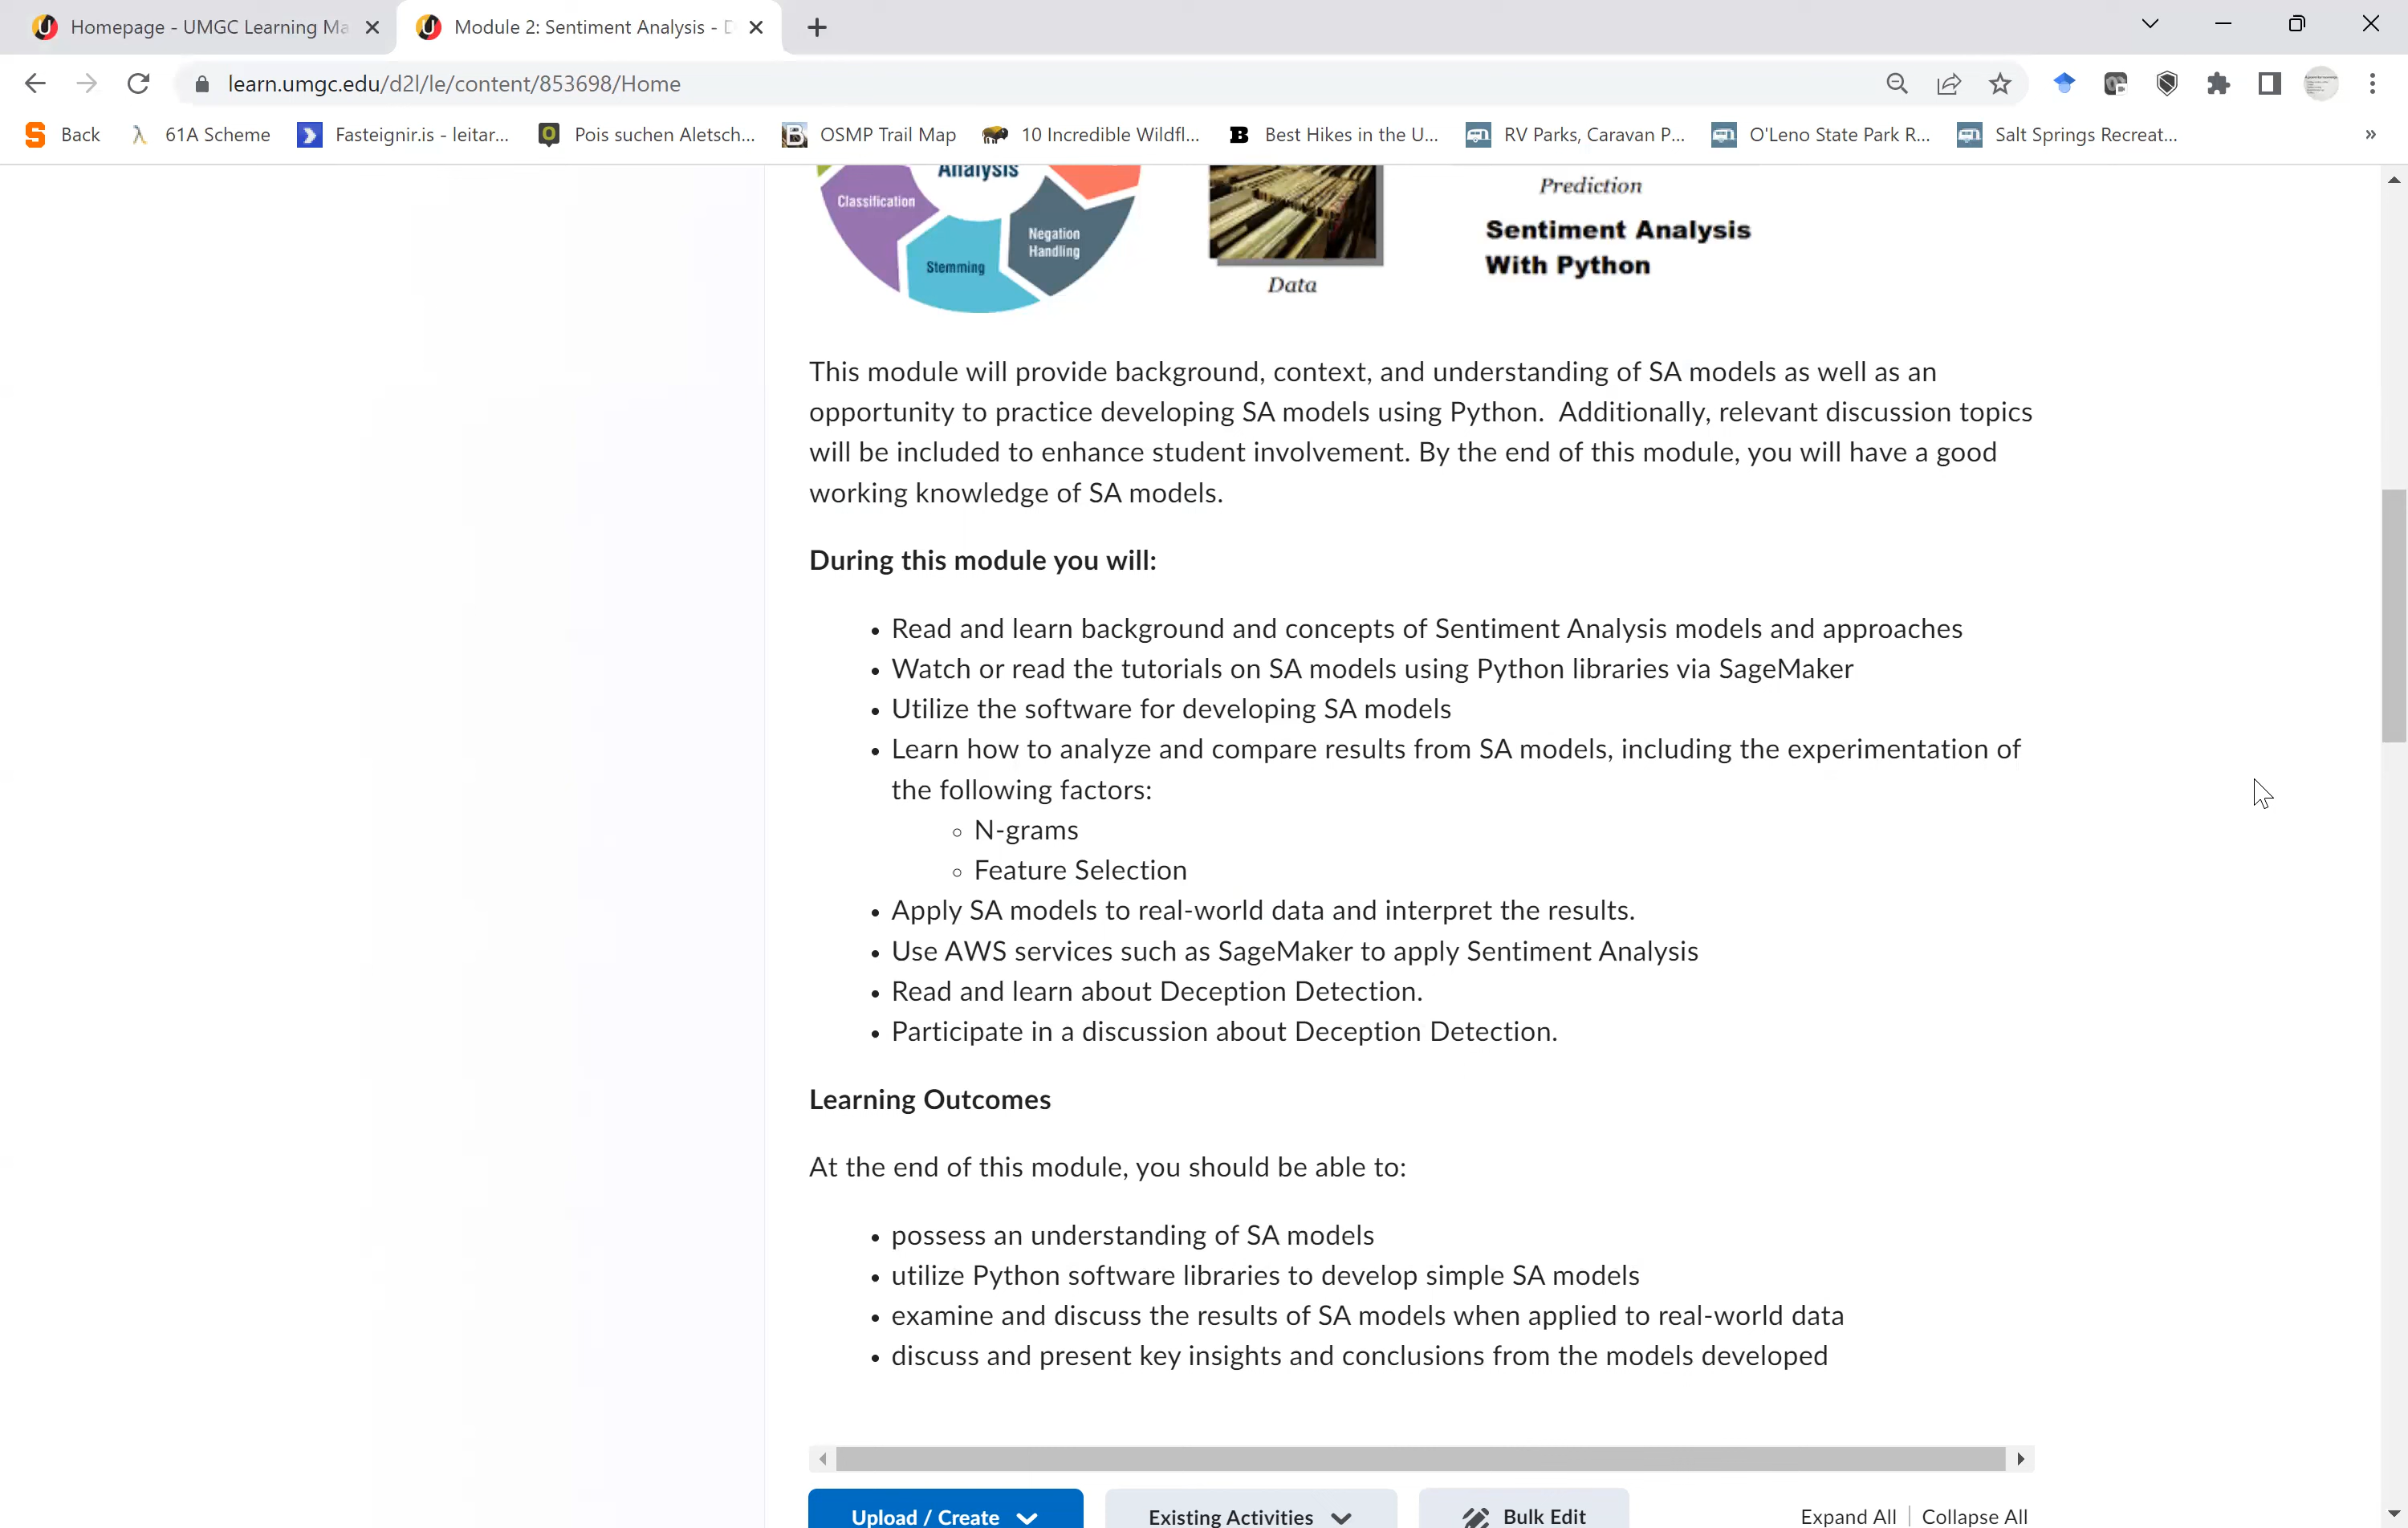 Homepage - UMGC Learning Ma
Module 2: Sentiment Analysis - D
learn.umgc.edu/d2l/le/content/853698/Home
Back
61A Scheme
Fasteignir.is - leitar...
Pois suchen Aletsch...
OSMP Trail Map
10 Incredible Wildfl...
Best Hikes in the U...
RV Parks, Caravan P...
O'Leno State Park R...
Salt Springs Recreat...
»
Analysis
Classification
Negation
Handling
Stemming
Data
Prediction
Sentiment Analysis
With Python
This module will provide background, context, and understanding of SA models as well as an
opportunity to practice developing SA models using Python.  Additionally, relevant discussion topics
will be included to enhance student involvement. By the end of this module, you will have a good
working knowledge of SA models.
During this module you will:
• Read and learn background and concepts of Sentiment Analysis models and approaches
• Watch or read the tutorials on SA models using Python libraries via SageMaker
• Utilize the software for developing SA models
• Learn how to analyze and compare results from SA models, including the experimentation of
the following factors:
◦ N-grams
◦ Feature Selection
• Apply SA models to real-world data and interpret the results.
• Use AWS services such as SageMaker to apply Sentiment Analysis
• Read and learn about Deception Detection.
• Participate in a discussion about Deception Detection.
Learning Outcomes
At the end of this module, you should be able to:
• possess an understanding of SA models
• utilize Python software libraries to develop simple SA models
• examine and discuss the results of SA models when applied to real-world data
• discuss and present key insights and conclusions from the models developed
Upload / Create
Existing Activities
Bulk Edit
Expand All | Collapse All